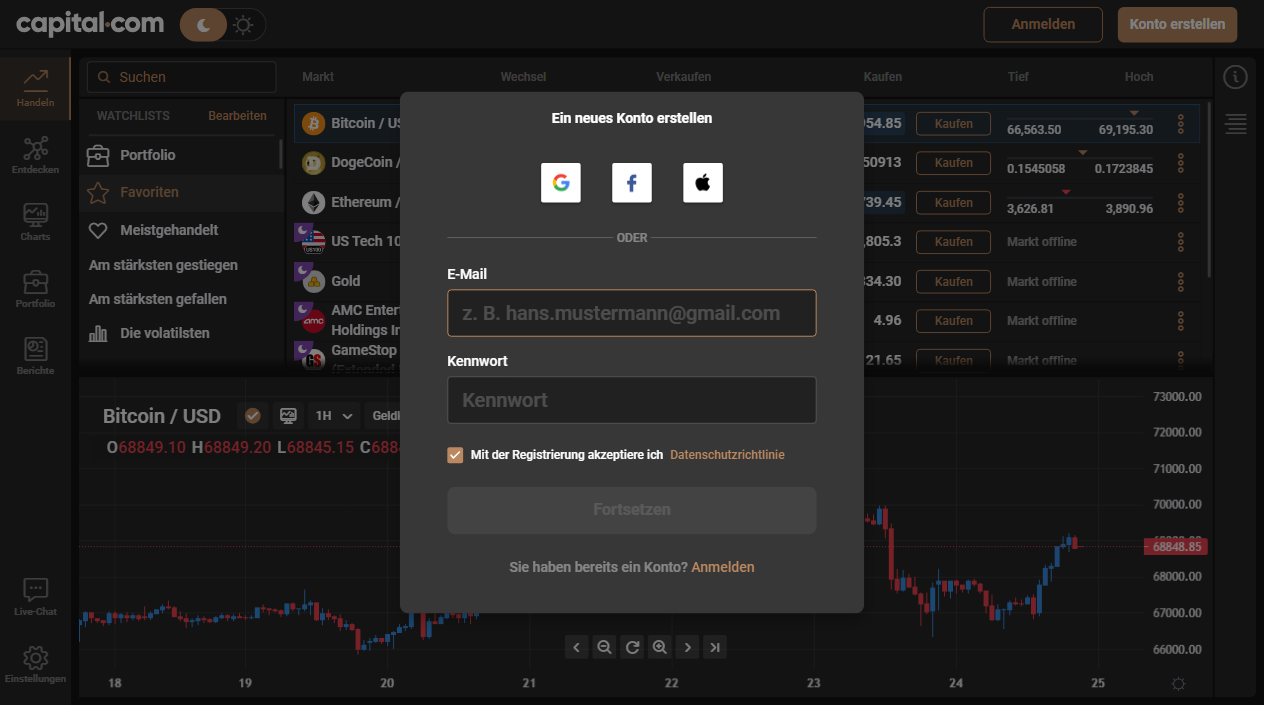 capital.com
Anmelden
Konto erstellen
Handeln
Entdecken
Charts
Portfolio
Berichte
Live-Chat
Einstellungen
Suchen
WATCHLISTS Bearbeiten
Portfolio
Favoriten
Meistgehandelt
Am stärksten gestiegen
Am stärksten gefallen
Die volatilsten
Markt Wechsel Verkaufen Kaufen Tief Hoch
Bitcoin / US 954.85 Kaufen 66,563.50 69,195.30
DogeCoin / 50913 Kaufen 0.1545058 0.1723845
Ethereum / 739.45 Kaufen 3,626.81 3,890.96
US Tech 10 ,805.3 Kaufen Markt offline
Gold 34.30 Kaufen Markt offline
AMC Enter
Holdings In 4.96 Kaufen Markt offline
GameStop 21.65 Kaufen Markt offline
(Extended
Ein neues Konto erstellen
ODER
E-Mail
z. B. hans.mustermann@gmail.com
Kennwort
Kennwort
Mit der Registrierung akzeptiere ich Datenschutzrichtlinie
Fortsetzen
Sie haben bereits ein Konto? Anmelden
Bitcoin / USD 1H Geldk
O68849.10 H68849.20 L68845.15 C688
73000.00
72000.00
71000.00
70000.00
68848.85
68000.00
67000.00
66000.00
18 19 20 21 22 23 24 25